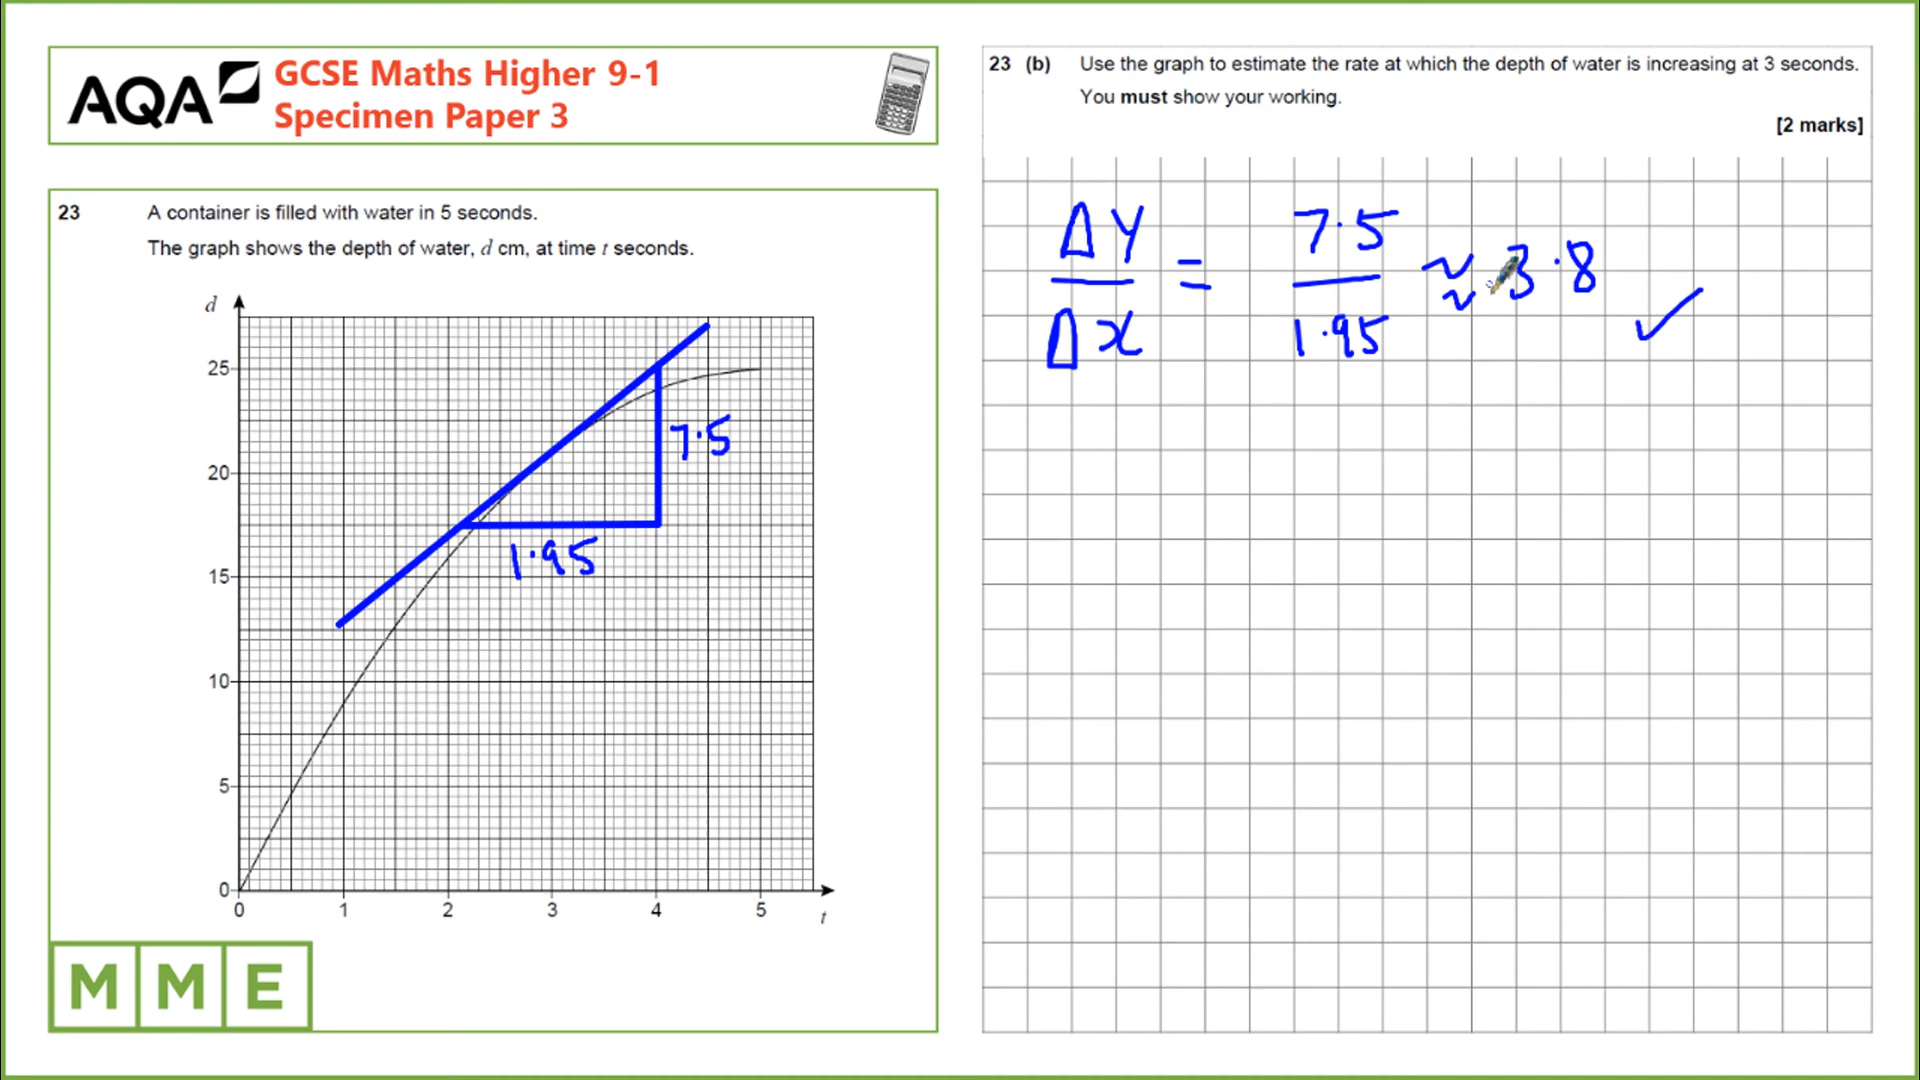 AQA
GCSE Maths Higher 9-1
Specimen Paper 3
23 A container is filled with water in 5 seconds.
The graph shows the depth of water, d cm, at time t seconds.
d
25
20
15
10
5
0
0 1 2 3 4 5
t
7.5
1.95
M M E
23 (b) Use the graph to estimate the rate at which the depth of water is increasing at 3 seconds.
You must show your working.
[2 marks]
Δy/Δx = 7.5/1.95 ≈ 3.8 ✓